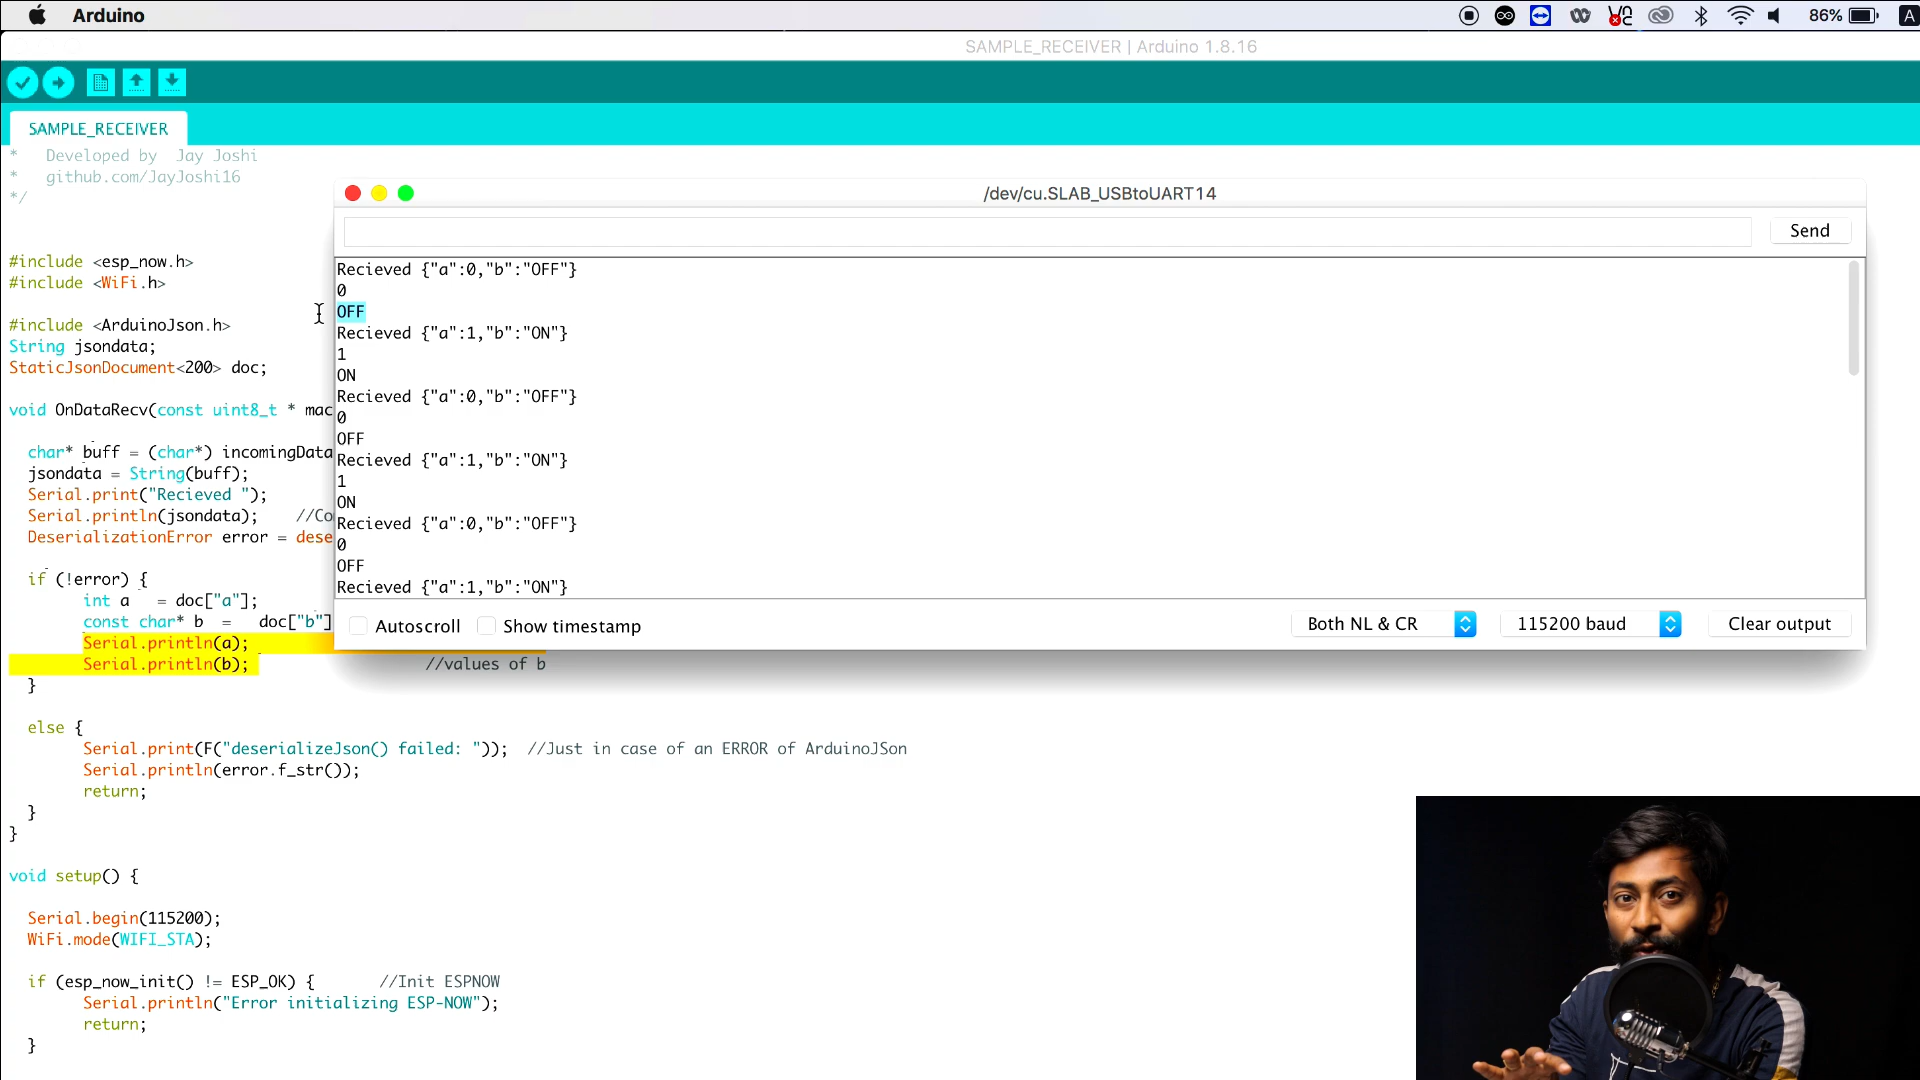 Arduino
86%
A
SAMPLE_RECEIVER | Arduino 1.8.16
SAMPLE_RECEIVER
*   Developed by  Jay Joshi
*   github.com/JayJoshi16
*/
#include <esp_now.h>
#include <WiFi.h>
#include <ArduinoJson.h>
String jsondata;
StaticJsonDocument<200> doc;
void OnDataRecv(const uint8_t * mac
char* buff = (char*) incomingData
jsondata = String(buff);
Serial.print("Recieved ");
Serial.println(jsondata);    //Co
DeserializationError error = dese
if (!error) {
int a   = doc["a"];
const char* b  =   doc["b"]
Serial.println(a);
Serial.println(b);                   //values of b
}
else {
Serial.print(F("deserializeJson() failed: "));  //Just in case of an ERROR of ArduinoJSon
Serial.println(error.f_str());
return;
}
}
void setup() {
Serial.begin(115200);
WiFi.mode(WIFI_STA);
if (esp_now_init() != ESP_OK) {       //Init ESPNOW
Serial.println("Error initializing ESP-NOW");
return;
}
/dev/cu.SLAB_USBtoUART14
Send
Recieved {"a":0,"b":"OFF"}
0
OFF
Recieved {"a":1,"b":"ON"}
1
ON
Recieved {"a":0,"b":"OFF"}
0
OFF
Recieved {"a":1,"b":"ON"}
1
ON
Recieved {"a":0,"b":"OFF"}
0
OFF
Recieved {"a":1,"b":"ON"}
Autoscroll
Show timestamp
Both NL & CR
115200 baud
Clear output